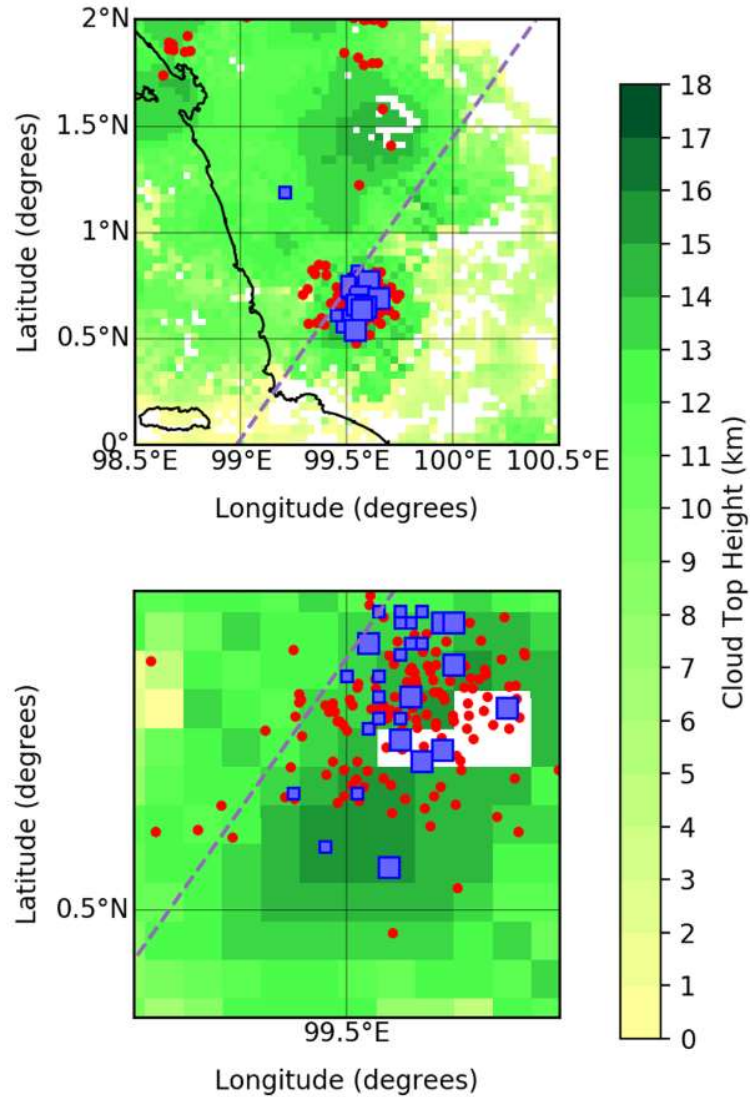 2°N
1.5°N
1°N
0.5°N
0°
98.5°E 99°E 99.5°E 100°E 100.5°E
Latitude (degrees)
Longitude (degrees)
0.5°N
99.5°E
Latitude (degrees)
Longitude (degrees)
18
17
16
14
13
12
10
9
8
7
6
5
4
3
2
1
0
Cloud Top Height (km)